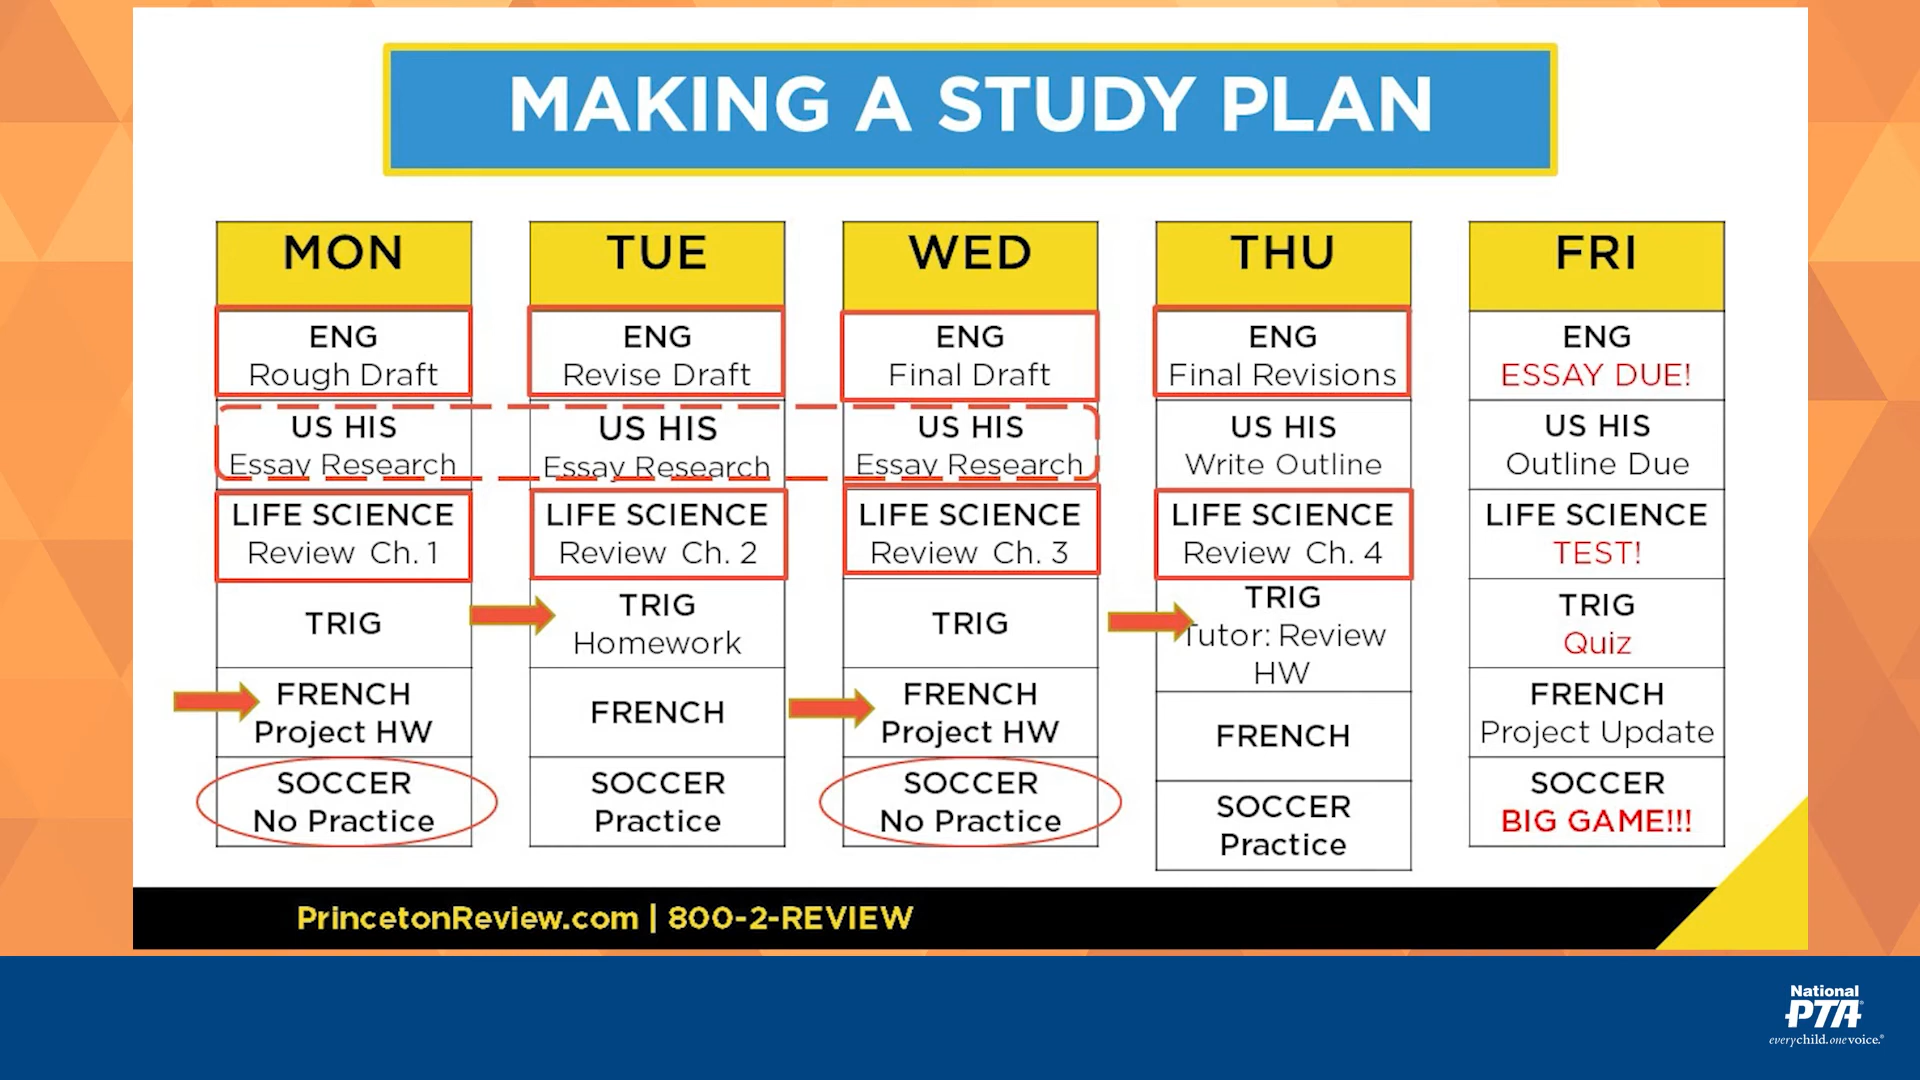 MAKING A STUDY PLAN
MON
ENG
Rough Draft
US HIS
Essay Research
LIFE SCIENCE
Review Ch. 1
TRIG
FRENCH
Project HW
SOCCER
No Practice
TUE
ENG
Revise Draft
US HIS
Essay Research
LIFE SCIENCE
Review Ch. 2
TRIG
Homework
FRENCH
SOCCER
Practice
WED
ENG
Final Draft
US HIS
Essay Research
LIFE SCIENCE
Review Ch. 3
TRIG
FRENCH
Project HW
SOCCER
No Practice
THU
ENG
Final Revisions
US HIS
Write Outline
LIFE SCIENCE
Review Ch. 4
TRIG
Tutor: Review
HW
FRENCH
SOCCER
Practice
FRI
ENG
ESSAY DUE!
US HIS
Outline Due
LIFE SCIENCE
TEST!
TRIG
Quiz
FRENCH
Project Update
SOCCER
BIG GAME!!!
PrincetonReview.com | 800-2-REVIEW
National
PTA®
everychild.onevoice.®